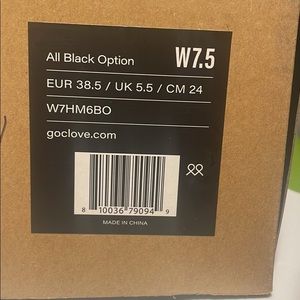 All Black Option W7.5
EUR 38.5 / UK 5.5 / CM 24
W7HM6BO
goclove.com
8 10036 79094 9
MADE IN CHINA